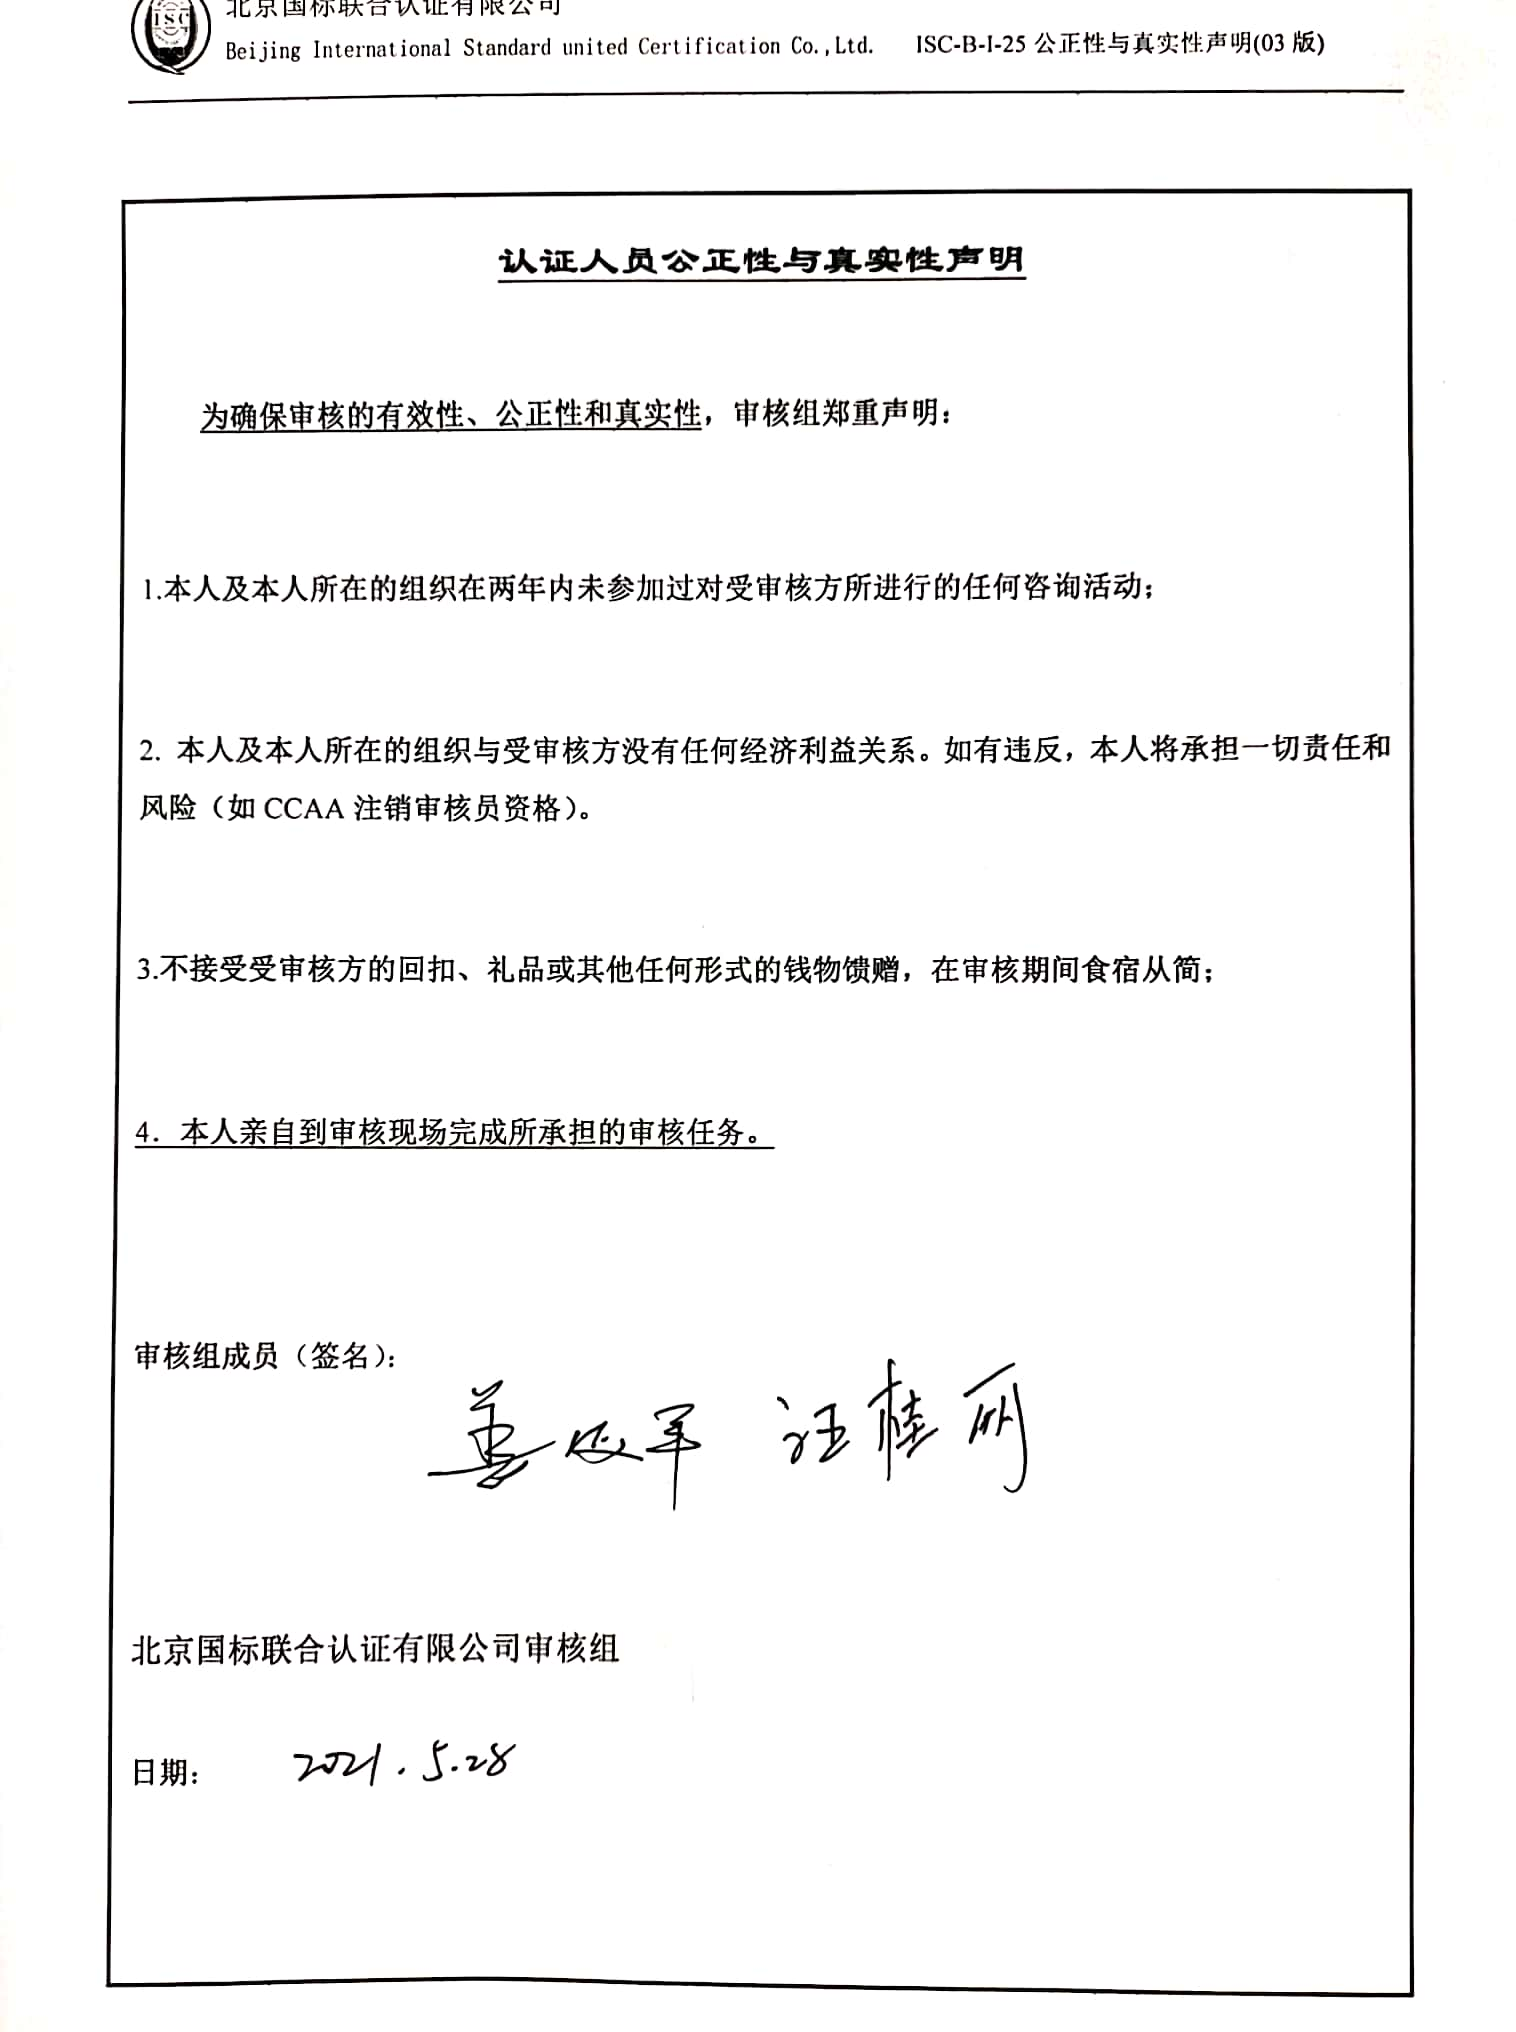 ISC
北京国标联合认证有限公司
Beijing International Standard united Certification Co.,Ltd. ISC-B-I-25 公正性与真实性声明(03 版)
认证人员公正性与真实性声明
为确保审核的有效性、公正性和真实性，审核组郑重声明：
1.本人及本人所在的组织在两年内未参加过对受审核方所进行的任何咨询活动；
2. 本人及本人所在的组织与受审核方没有任何经济利益关系。如有违反，本人将承担一切责任和
风险（如 CCAA 注销审核员资格）。
3.不接受受审核方的回扣、礼品或其他任何形式的钱物馈赠，在审核期间食宿从简；
4. 本人亲自到审核现场完成所承担的审核任务。
审核组成员（签名）：
汪桂丽
北京国标联合认证有限公司审核组
日期： 2021.5.28